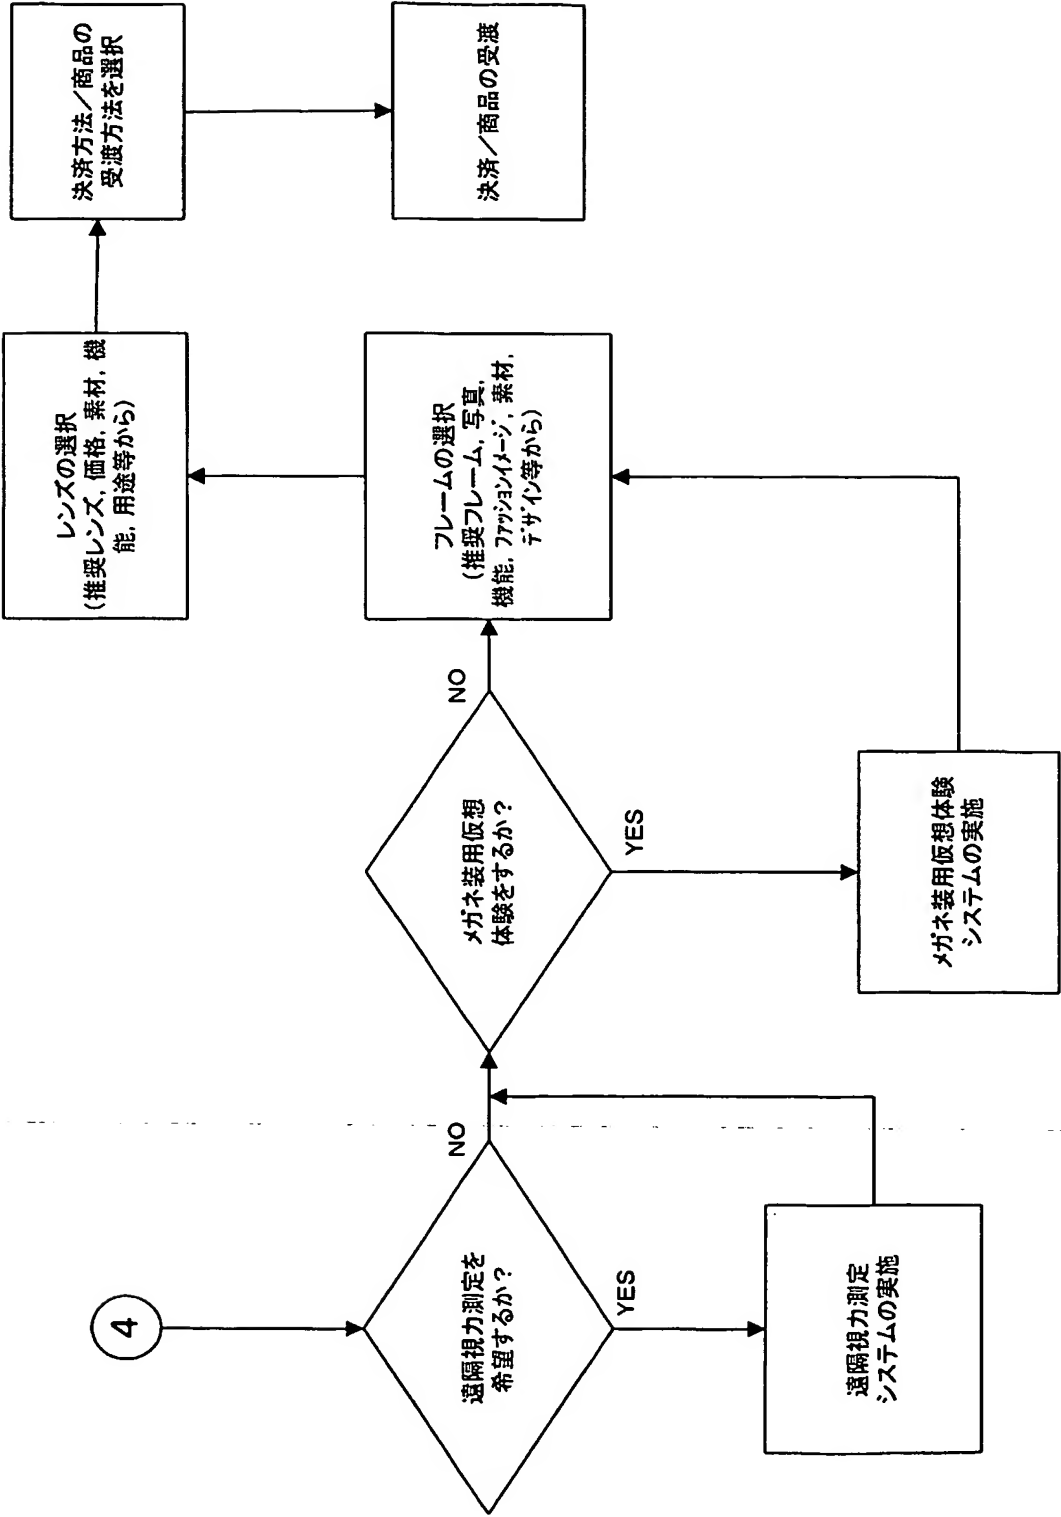 4
遠隔視力測定を
希望するか?
NO
YES
遠隔視力測定
システムの実施
メガネ装用仮想
体験をするか?
NO
YES
メガネ装用仮想体験
システムの実施
フレームの選択
(推奨フレーム, 写真,
機能, ファッションイメージ, 素材,
デザイン等から)
レンズの選択
(推奨レンズ, 価格, 素材, 機
能, 用途等から)
決済方法/商品の
受渡方法を選択
決済/商品の受渡